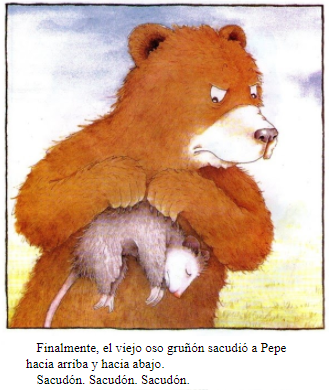 Finalmente, el viejo oso gruñón sacudió a Pepe
hacia arriba y hacia abajo.
Sacudón. Sacudón. Sacudón.